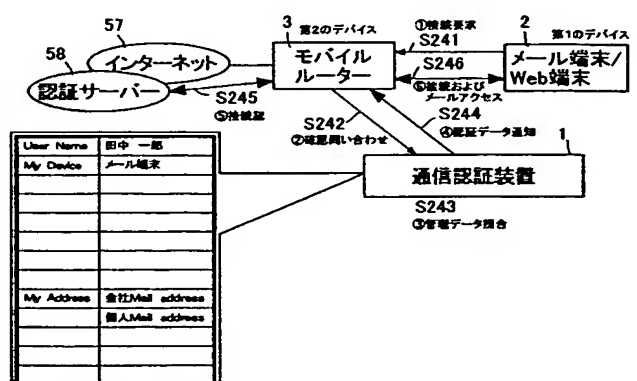 57
インターネット
58
認証サーバー
3 第2のデバイス
モバイル
ルーター
①接続要求
S241
S246
⑥接続および
メールアクセス
2 第1のデバイス
メール端末/
Web端末
S245
⑤接続認
S242
②確認問い合わせ
S244
④認証データ通知
1
通信認証装置
S243
③管理データ照合
User Name 田中 一郎
My Device メール端末
My Address 会社Mail address
個人Mail address